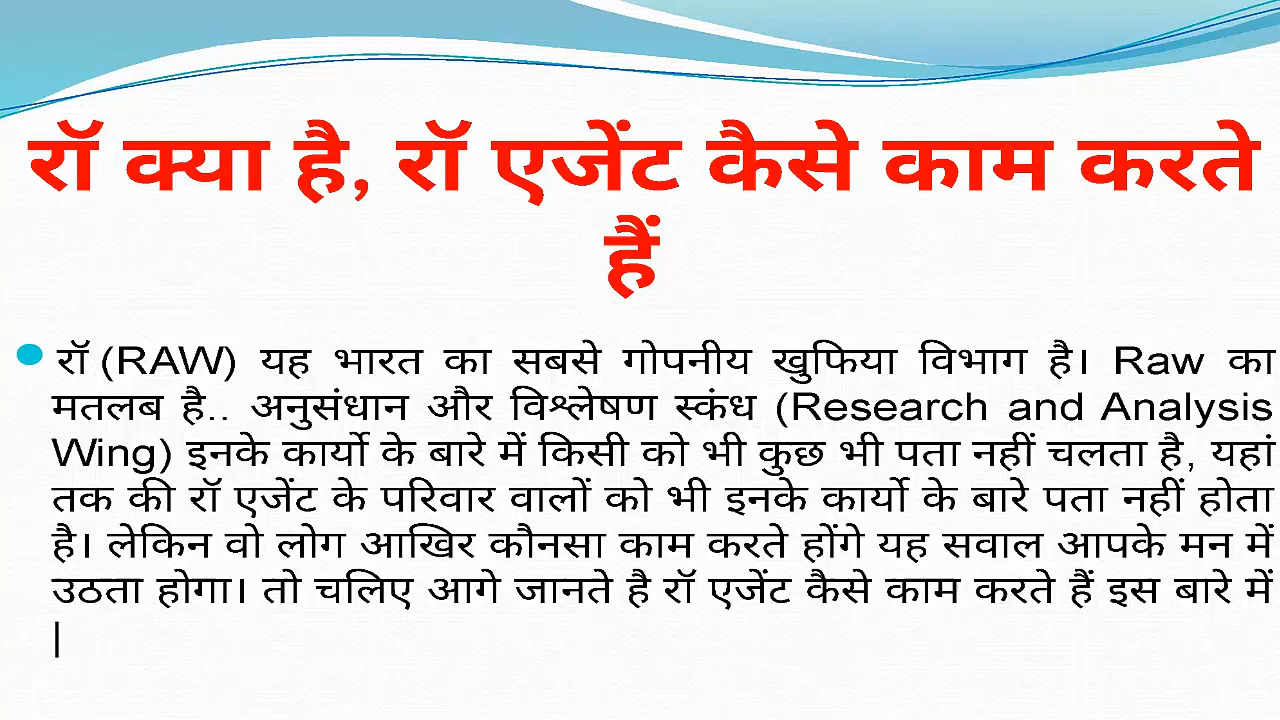 रॉ क्या है, रॉ एजेंट कैसे काम करते
हैं
रॉ (RAW) यह भारत का सबसे गोपनीय खुफिया विभाग है। Raw का
मतलब है.. अनुसंधान और विश्लेषण स्कंध (Research and Analysis
Wing) इनके कार्यो के बारे में किसी को भी कुछ भी पता नहीं चलता है, यहां
तक की रॉ एजेंट के परिवार वालों को भी इनके कार्यो के बारे पता नहीं होता
है। लेकिन वो लोग आखिर कौनसा काम करते होंगे यह सवाल आपके मन में
उठता होगा। तो चलिए आगे जानते है रॉ एजेंट कैसे काम करते हैं इस बारे में
|